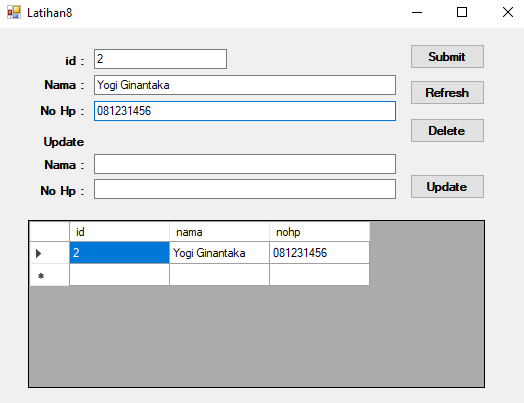 Latihan8
id : 2 Submit
Nama : Yogi Ginantaka
Refresh
No Hp : 081231456
Delete
Update
Nama :
No Hp : Update
id nama nohp
2 Yogi Ginantaka 081231456